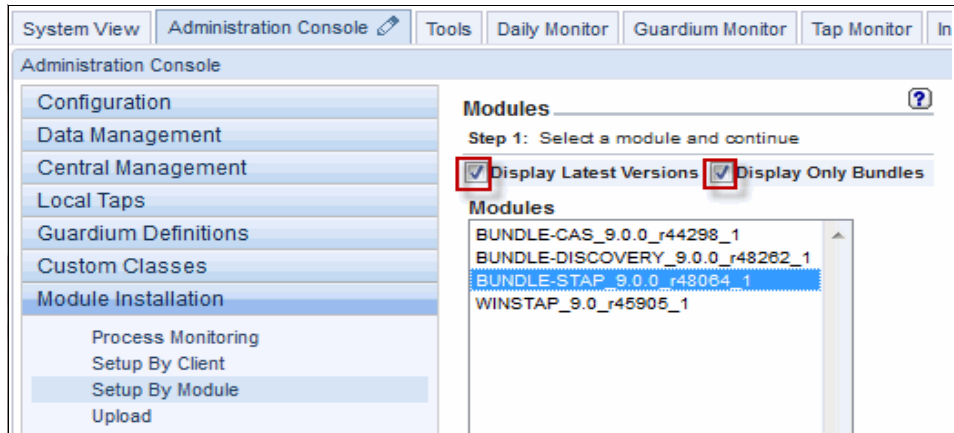 System View Administration Console Tools Daily Monitor Guardium Monitor Tap Monitor In
Administration Console
Configuration
Data Management
Central Management
Local Taps
Guardium Definitions
Custom Classes
Module Installation
Process Monitoring
Setup By Client
Setup By Module
Upload
Modules ?
Step 1: Select a module and continue
Display Latest Versions Display Only Bundles
Modules
BUNDLE-CAS_9.0.0_r44298_1
BUNDLE-DISCOVERY_9.0.0_r48262_1
BUNDLE-STAP_9.0.0_r48064_1
WINSTAP_9.0_r45905_1